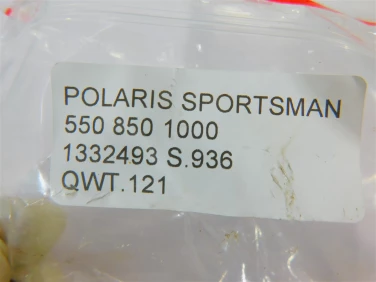 POLARIS SPORTSMAN
550 850 1000
1332493 S.936
QWT.121